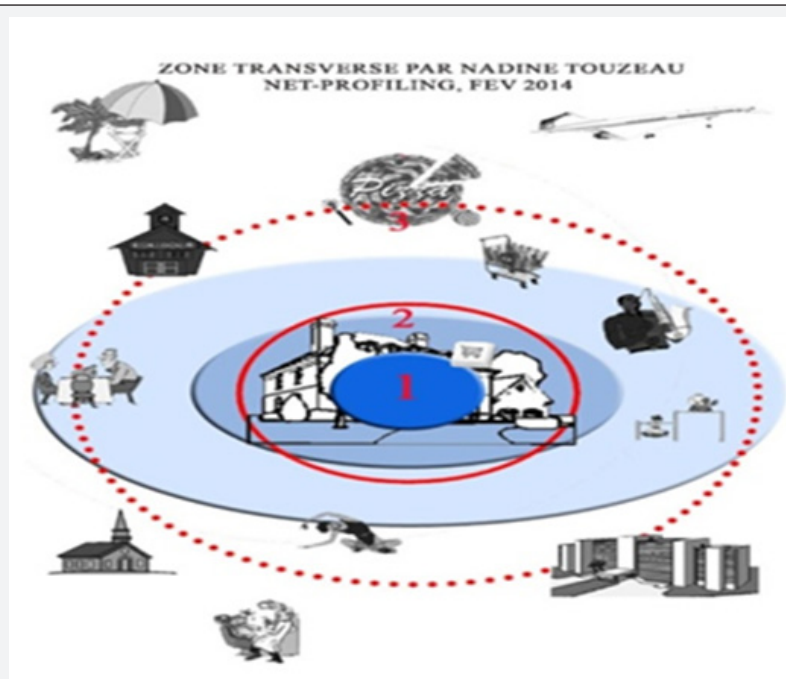 ZONE TRANSVERSE PAR NADINE TOUZEAU
NET-PROFILING, FEV 2014
Pizza
3
2
1